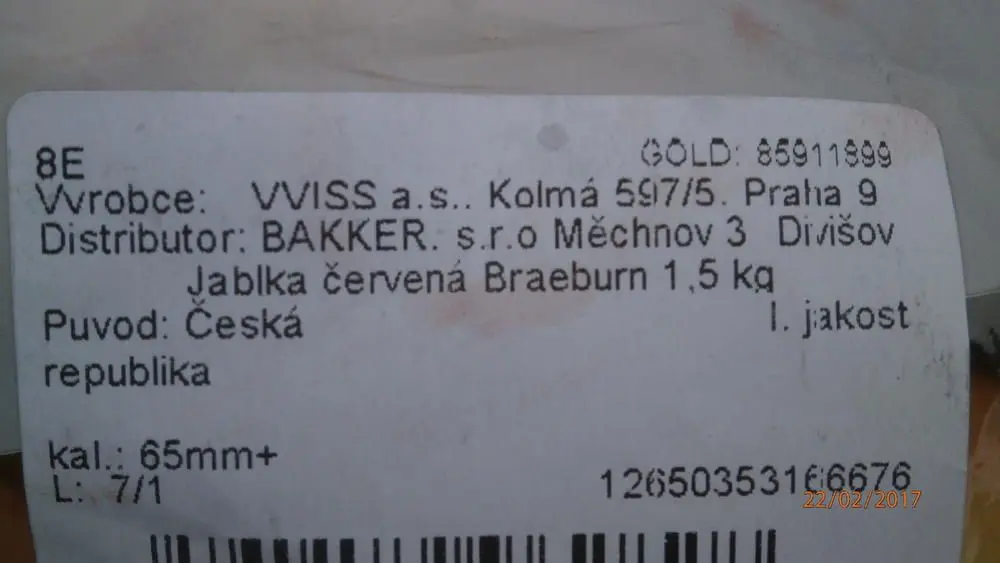 8E GOLD: 85911899
Vyrobce: VVISS a.s.. Kolmá 597/5. Praha 9
Distributor: BAKKER. s.r.o Měchnov 3 Divišov
Jablka červená Braeburn 1,5 kg
Puvod: Česká I. jakost
republika
kal.: 65mm+
L: 7/1 12650353166676
22/02/2017